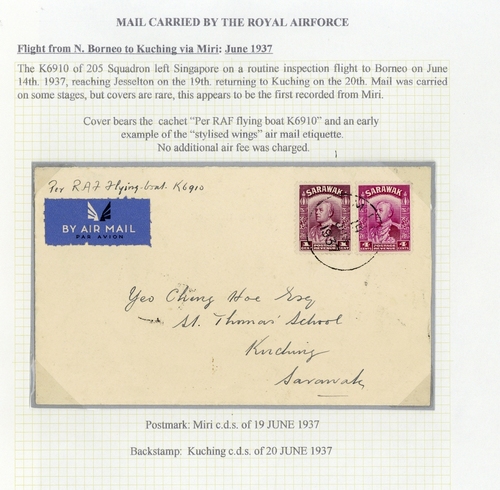 MAIL CARRIED BY THE ROYAL AIRFORCE
Flight from N. Borneo to Kuching via Miri: June 1937
The K6910 of 205 Squadron left Singapore on a routine inspection flight to Borneo on June
14th. 1937, reaching Jesselton on the 19th. returning to Kuching on the 20th. Mail was carried
on some stages, but covers are rare, this appears to be the first recorded from Miri.
Cover bears the cachet "Per RAF flying boat K6910" and an early
example of the "stylised wings" air mail etiquette.
No additional air fee was charged.
Per RAF Flying-boat K6910
BY AIR MAIL
PAR AVION
SARAWAK
SARAWAK
POSTAGE
REVENUE
4 CENT 4
Yeo Cheng Hoe Esq
St. Thomas' School
Kuching
Sarawak
Postmark: Miri c.d.s. of 19 JUNE 1937
Backstamp: Kuching c.d.s. of 20 JUNE 1937